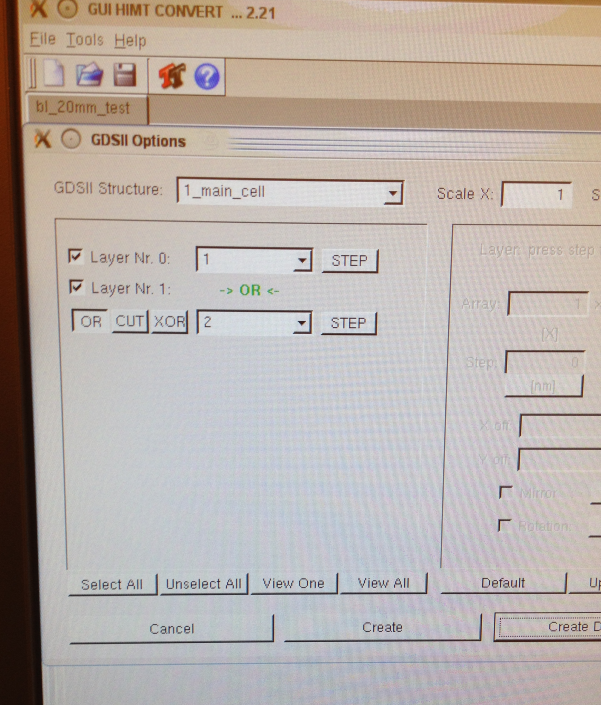 GUI HIMT CONVERT ... 2.21
File Tools Help
bl_20mm_test
GDSII Options
GDSII Structure: 1_main_cell Scale X: 1 S
Layer Nr. 0: 1 STEP Layer: press step
Layer Nr. 1: -> OR <- Array: 1 x
OR CUT XOR 2 STEP [X]
Step: 0
[nm]
X off:
Y off:
Mirror
Rotation
Select All Unselect All View One View All Default Up
Cancel Create Create D